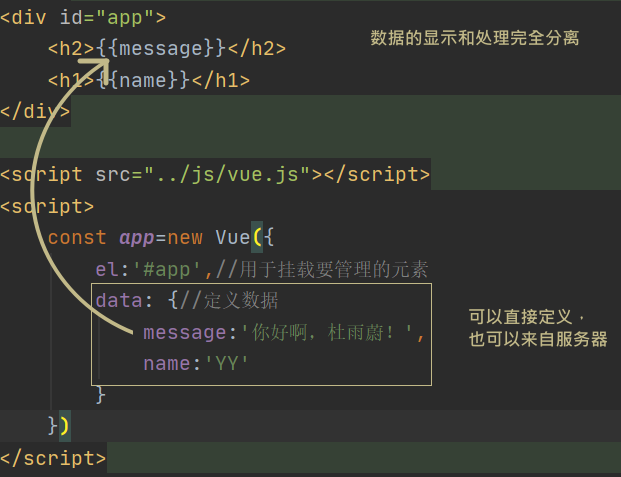 <div id="app">
数据的显示和处理完全分离
<h2>{{message}}</h2>
<h1>{{name}}</h1>
</div>
<script src="../js/vue.js"></script>
<script>
const app=new Vue({
el:'#app',//用于挂载要管理的元素
data: {//定义数据
message:'你好啊，杜雨蔚！',
name:'YY'
}
})
</script>
可以直接定义，
也可以来自服务器